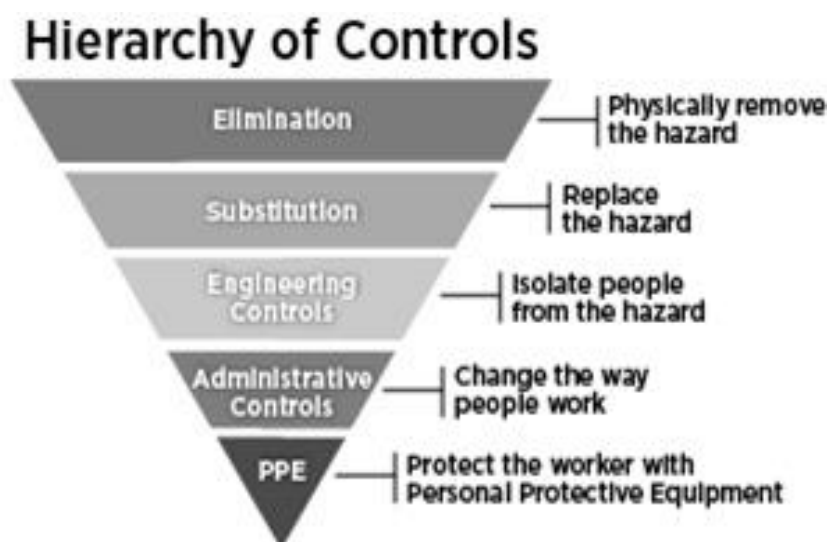 Hierarchy of Controls
Elimination
Physically remove
the hazard
Substitution
Replace
the hazard
Engineering
Controls
Isolate people
from the hazard
Administrative
Controls
Change the way
people work
PPE
Protect the worker with
Personal Protective Equipment